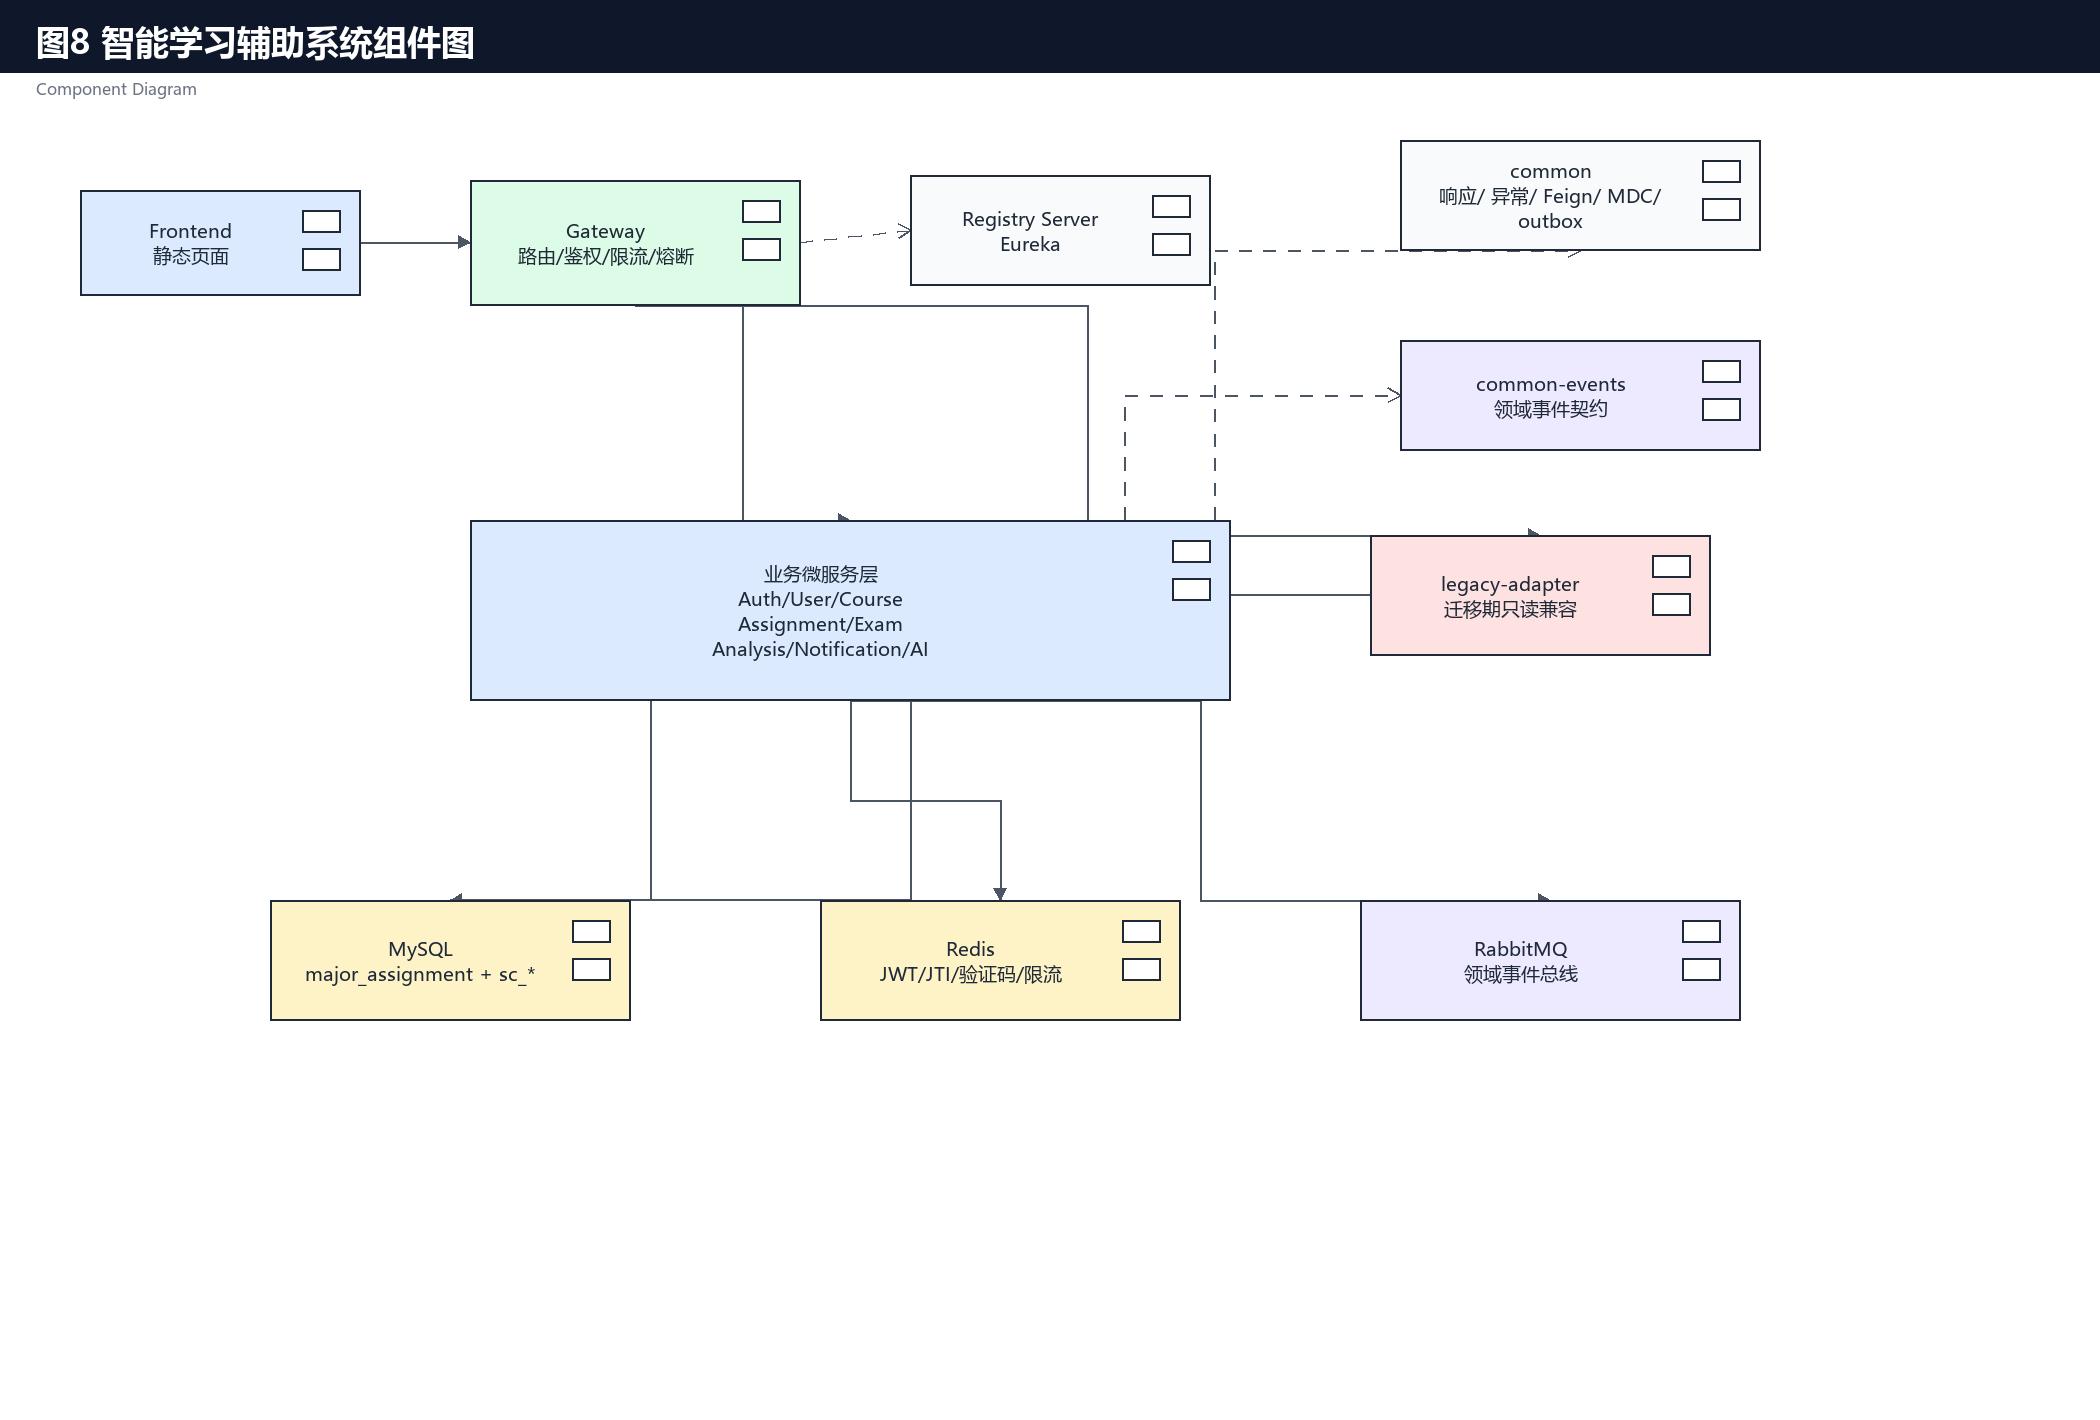 图8 智能学习辅助系统组件图
Component Diagram
Frontend
静态页面
Gateway
路由/鉴权/限流/熔断
Registry Server
Eureka
common
响应/ 异常/ Feign/ MDC/
outbox
common-events
领域事件契约
业务微服务层
Auth/User/Course
Assignment/Exam
Analysis/Notification/AI
legacy-adapter
迁移期只读兼容
MySQL
major_assignment + sc_*
Redis
JWT/JTI/验证码/限流
RabbitMQ
领域事件总线